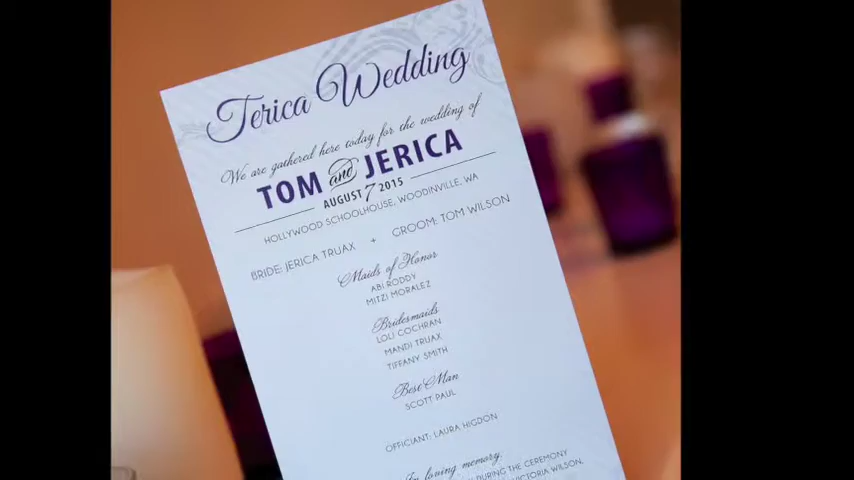 Terica Wedding
We are gathered here today for the wedding of
TOM and JERICA
AUGUST 7 2015
HOLLYWOOD SCHOOLHOUSE, WOODINVILLE, WA
BRIDE: JERICA TRUAX + GROOM: TOM WILSON
Maids of Honor
ABI RODDY
MITZI MORALEZ
Bridesmaids
LOLI COCHRAN
MANDI TRUAX
TIFFANY SMITH
Best Man
SCOTT PAUL
OFFICIANT: LAURA HIGDON
In loving memory
DURING THE CEREMONY
VICTORIA WILSON.